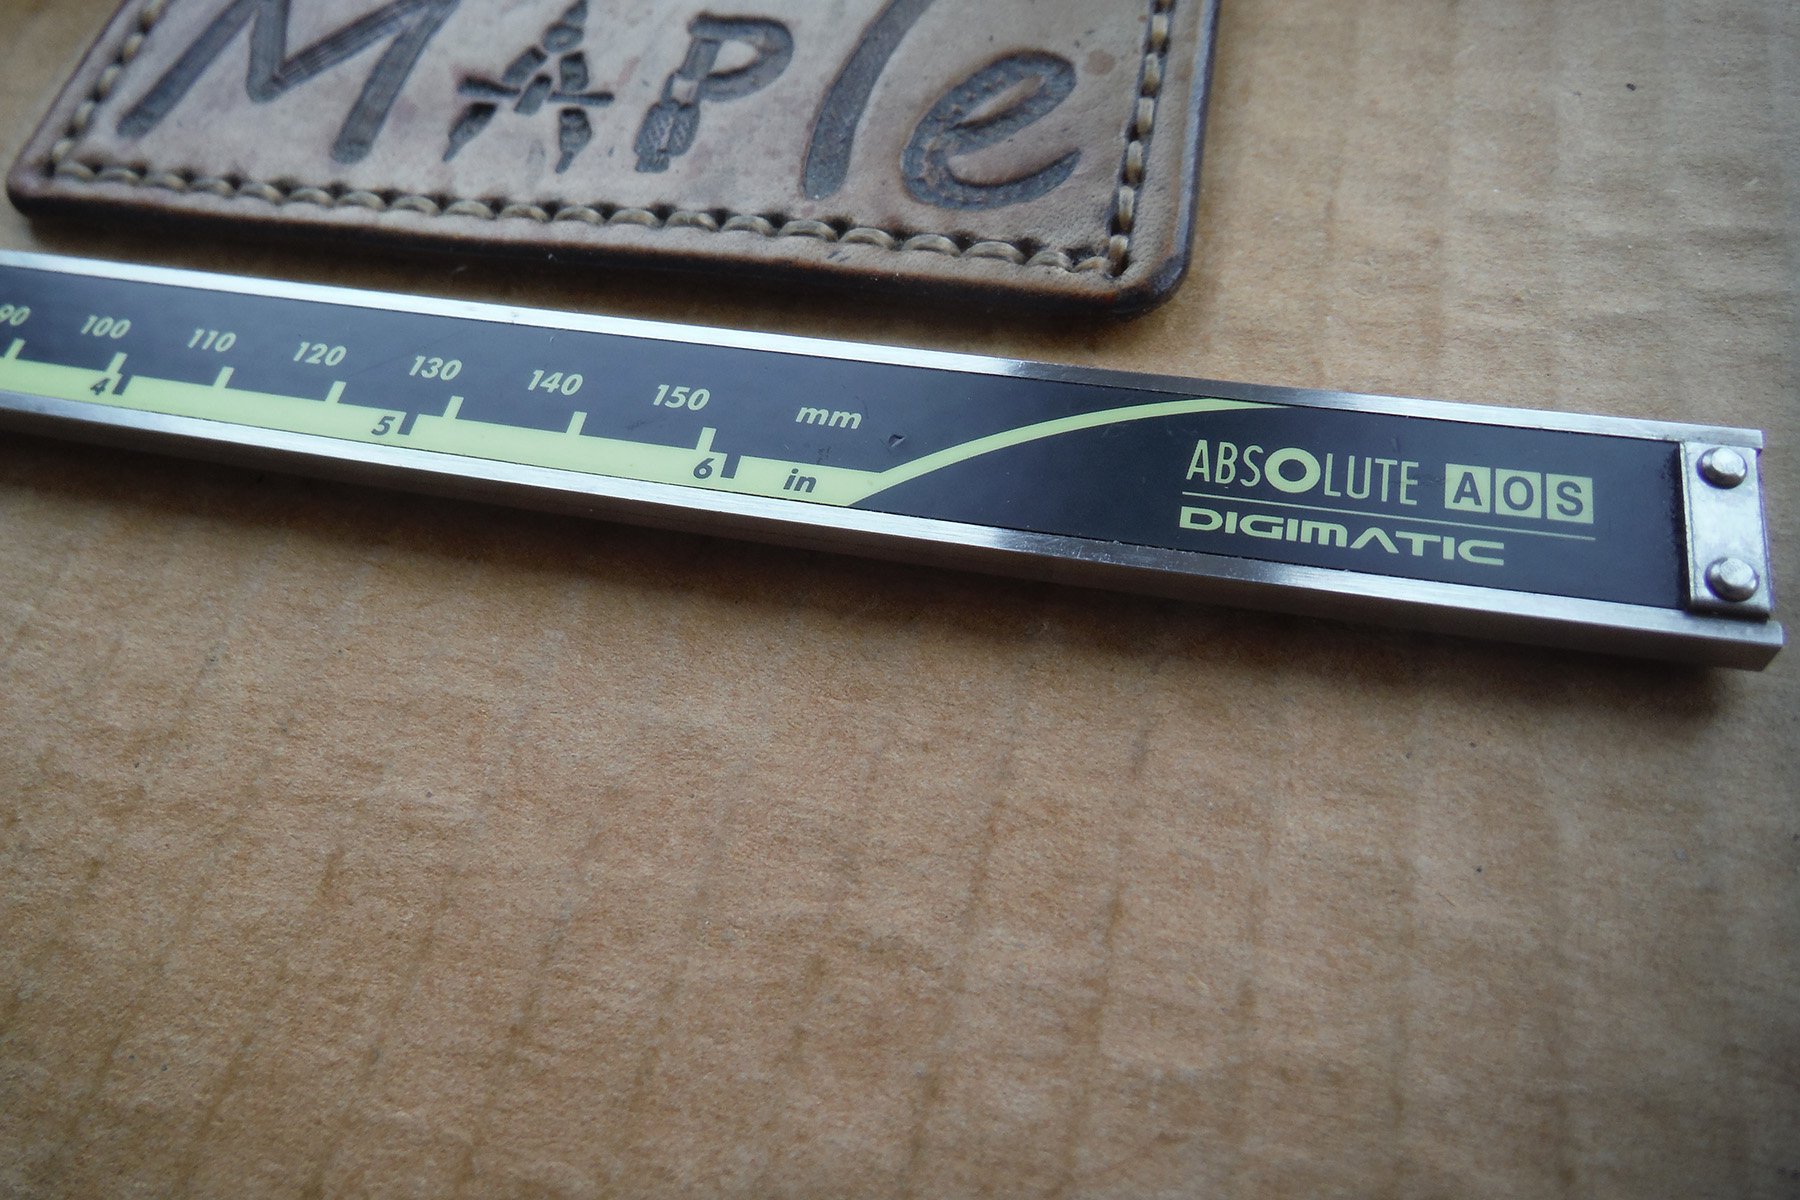 Maple
90 100 110 120 130 140 150 mm
4 5 6 in
ABSOLUTE AOS
DIGIMATIC